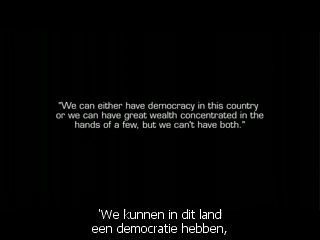 "We can either have democracy in this country
or we can have great wealth concentrated in the
hands of a few, but we can't have both."
'We kunnen in dit land
een democratie hebben,